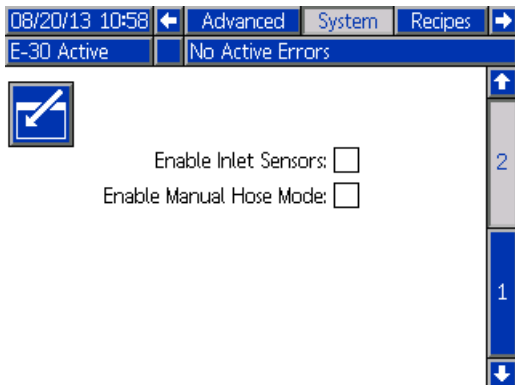 08/20/13 10:58 Advanced System Recipes
E-30 Active No Active Errors
Enable Inlet Sensors:
2
Enable Manual Hose Mode:
1